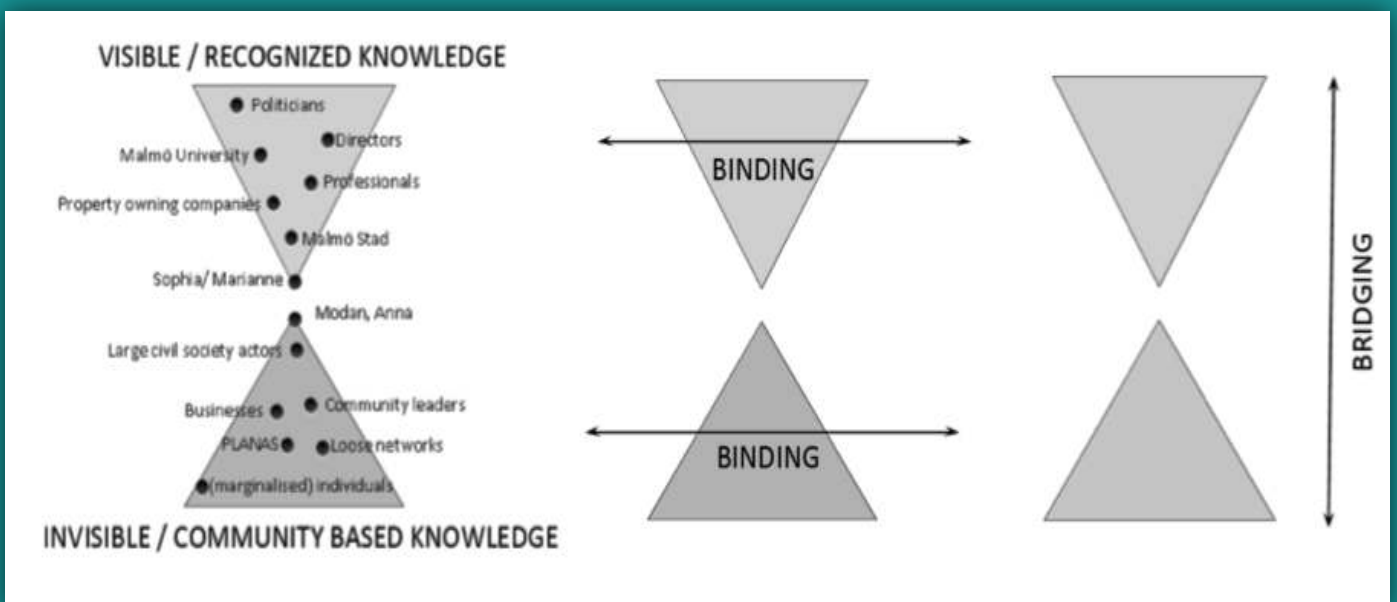 VISIBLE / RECOGNIZED KNOWLEDGE
Politicians
Directors
Malmö University
Professionals
Property owning companies
Malmö Stad
Sophia/ Marianne
Modan, Anna
Large civil society actors
Businesses
Community leaders
PLANAS
Loose networks
(marginalised) individuals
INVISIBLE / COMMUNITY BASED KNOWLEDGE
BINDING
BINDING
BRIDGING